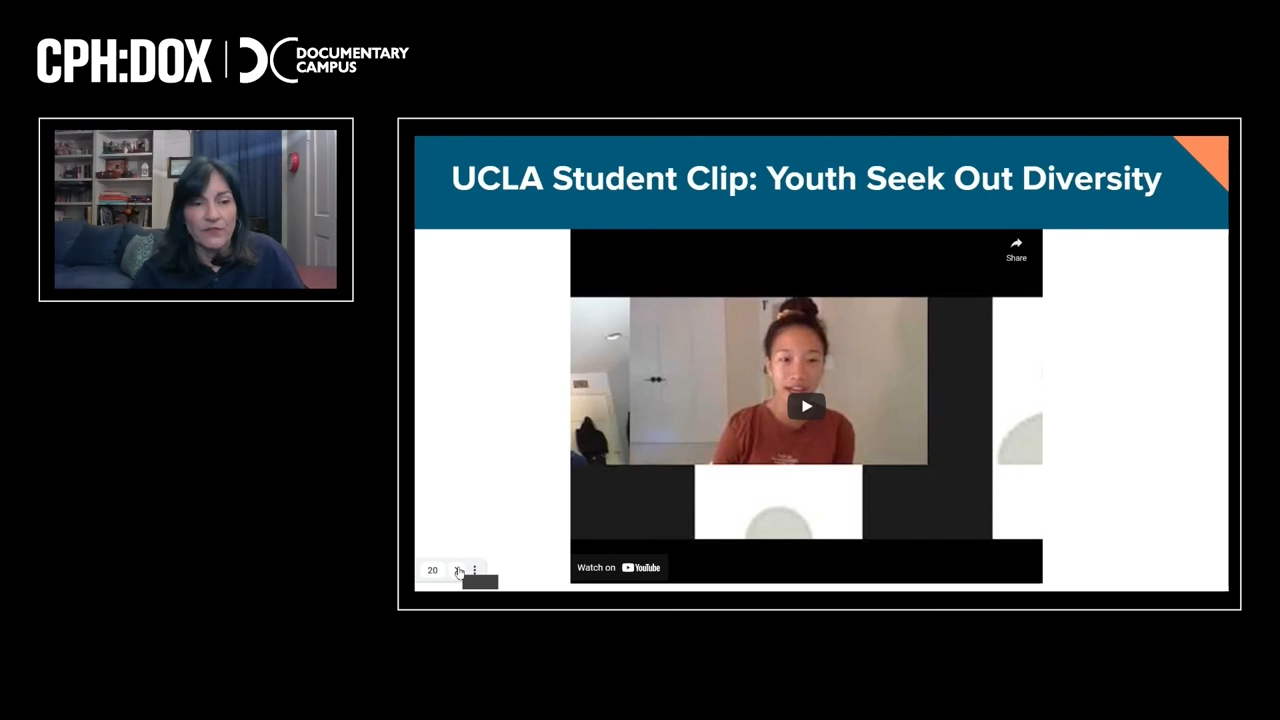 CPH:DOX
DOCUMENTARY
CAMPUS
UCLA Student Clip: Youth Seek Out Diversity
Share
Watch on YouTube
20